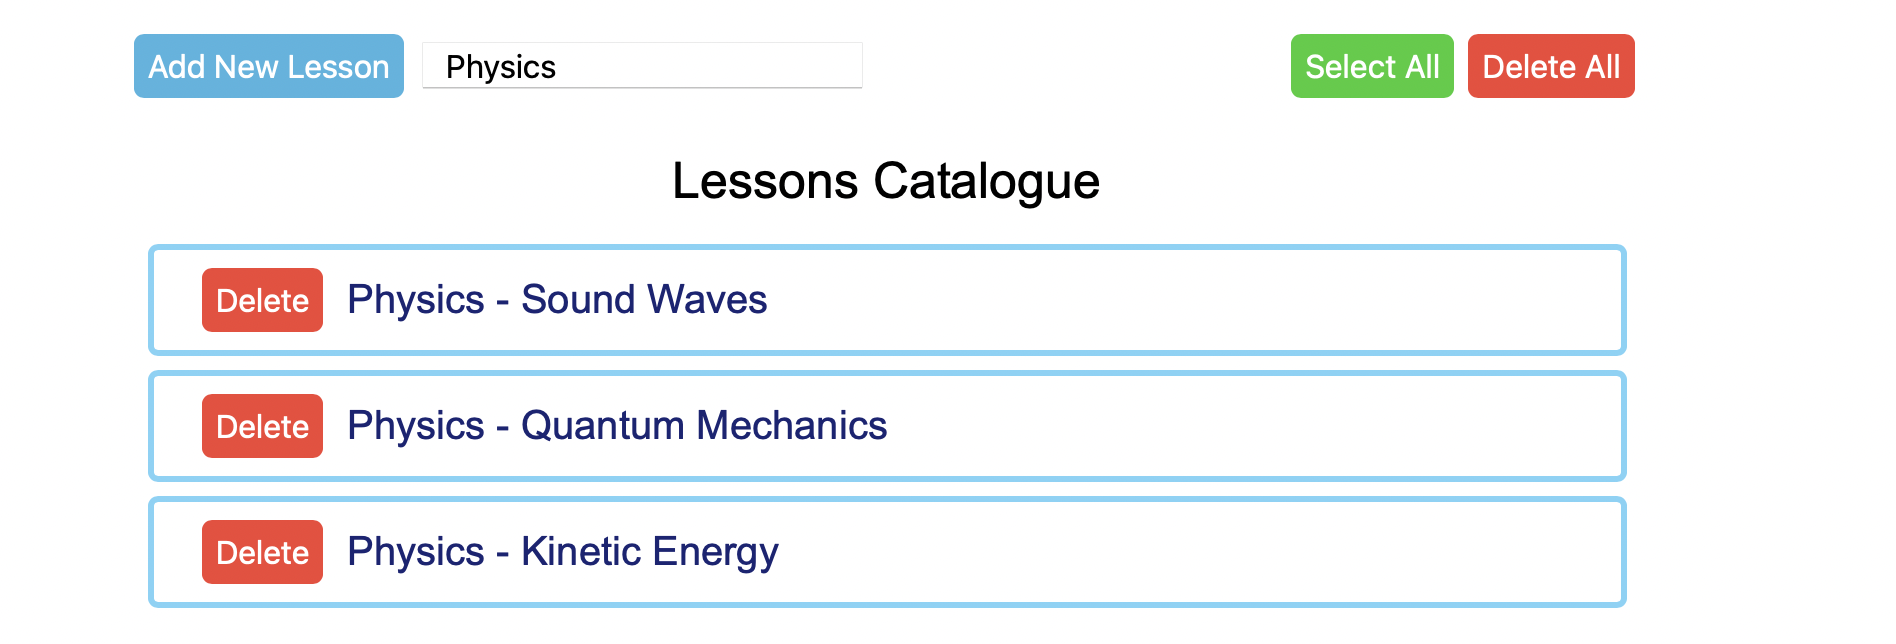 Add New Lesson Physics Select All Delete All
Lessons Catalogue
Delete Physics - Sound Waves
Delete Physics - Quantum Mechanics
Delete Physics - Kinetic Energy